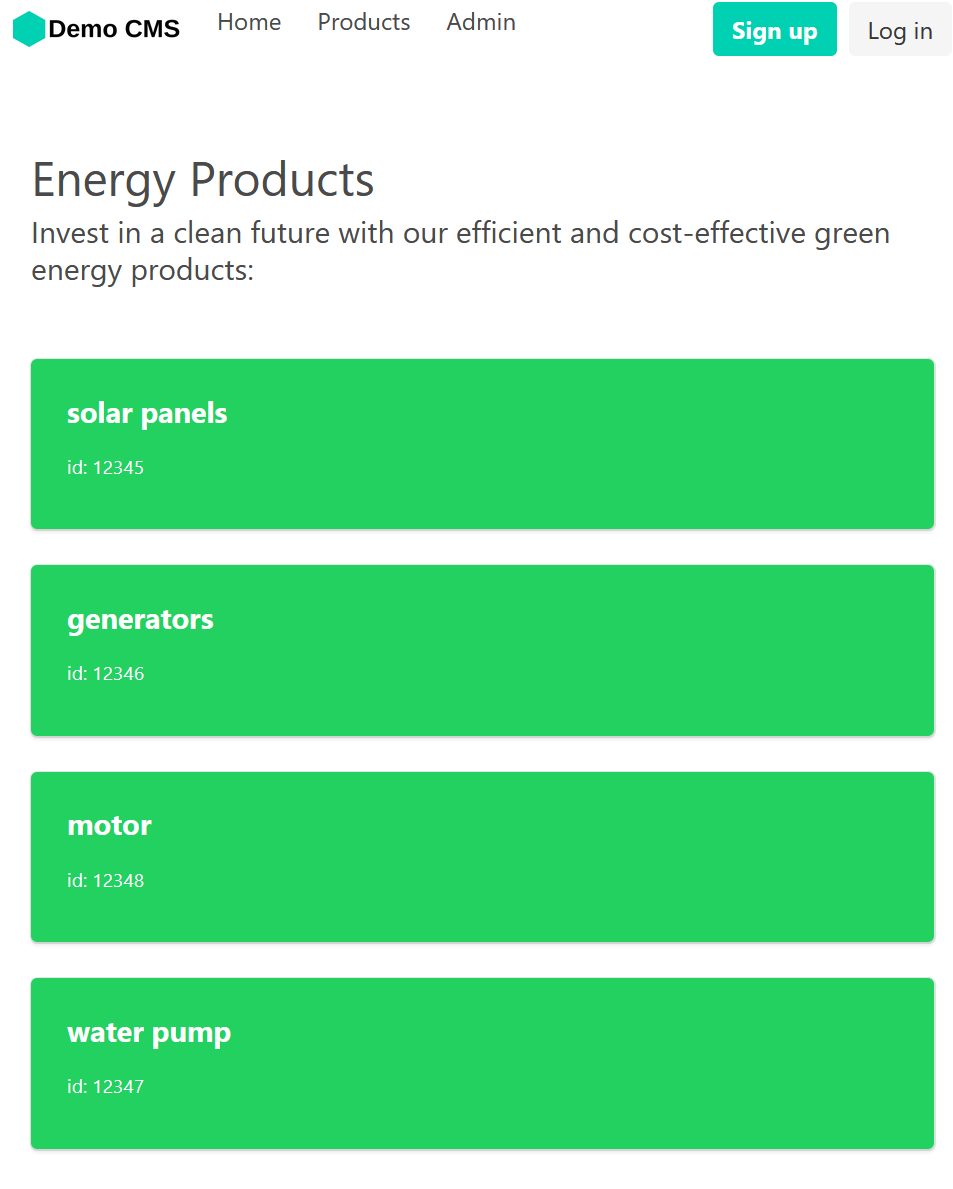 Demo CMS Home Products Admin Sign up Log in
Energy Products
Invest in a clean future with our efficient and cost-effective green
energy products:
solar panels
id: 12345
generators
id: 12346
motor
id: 12348
water pump
id: 12347